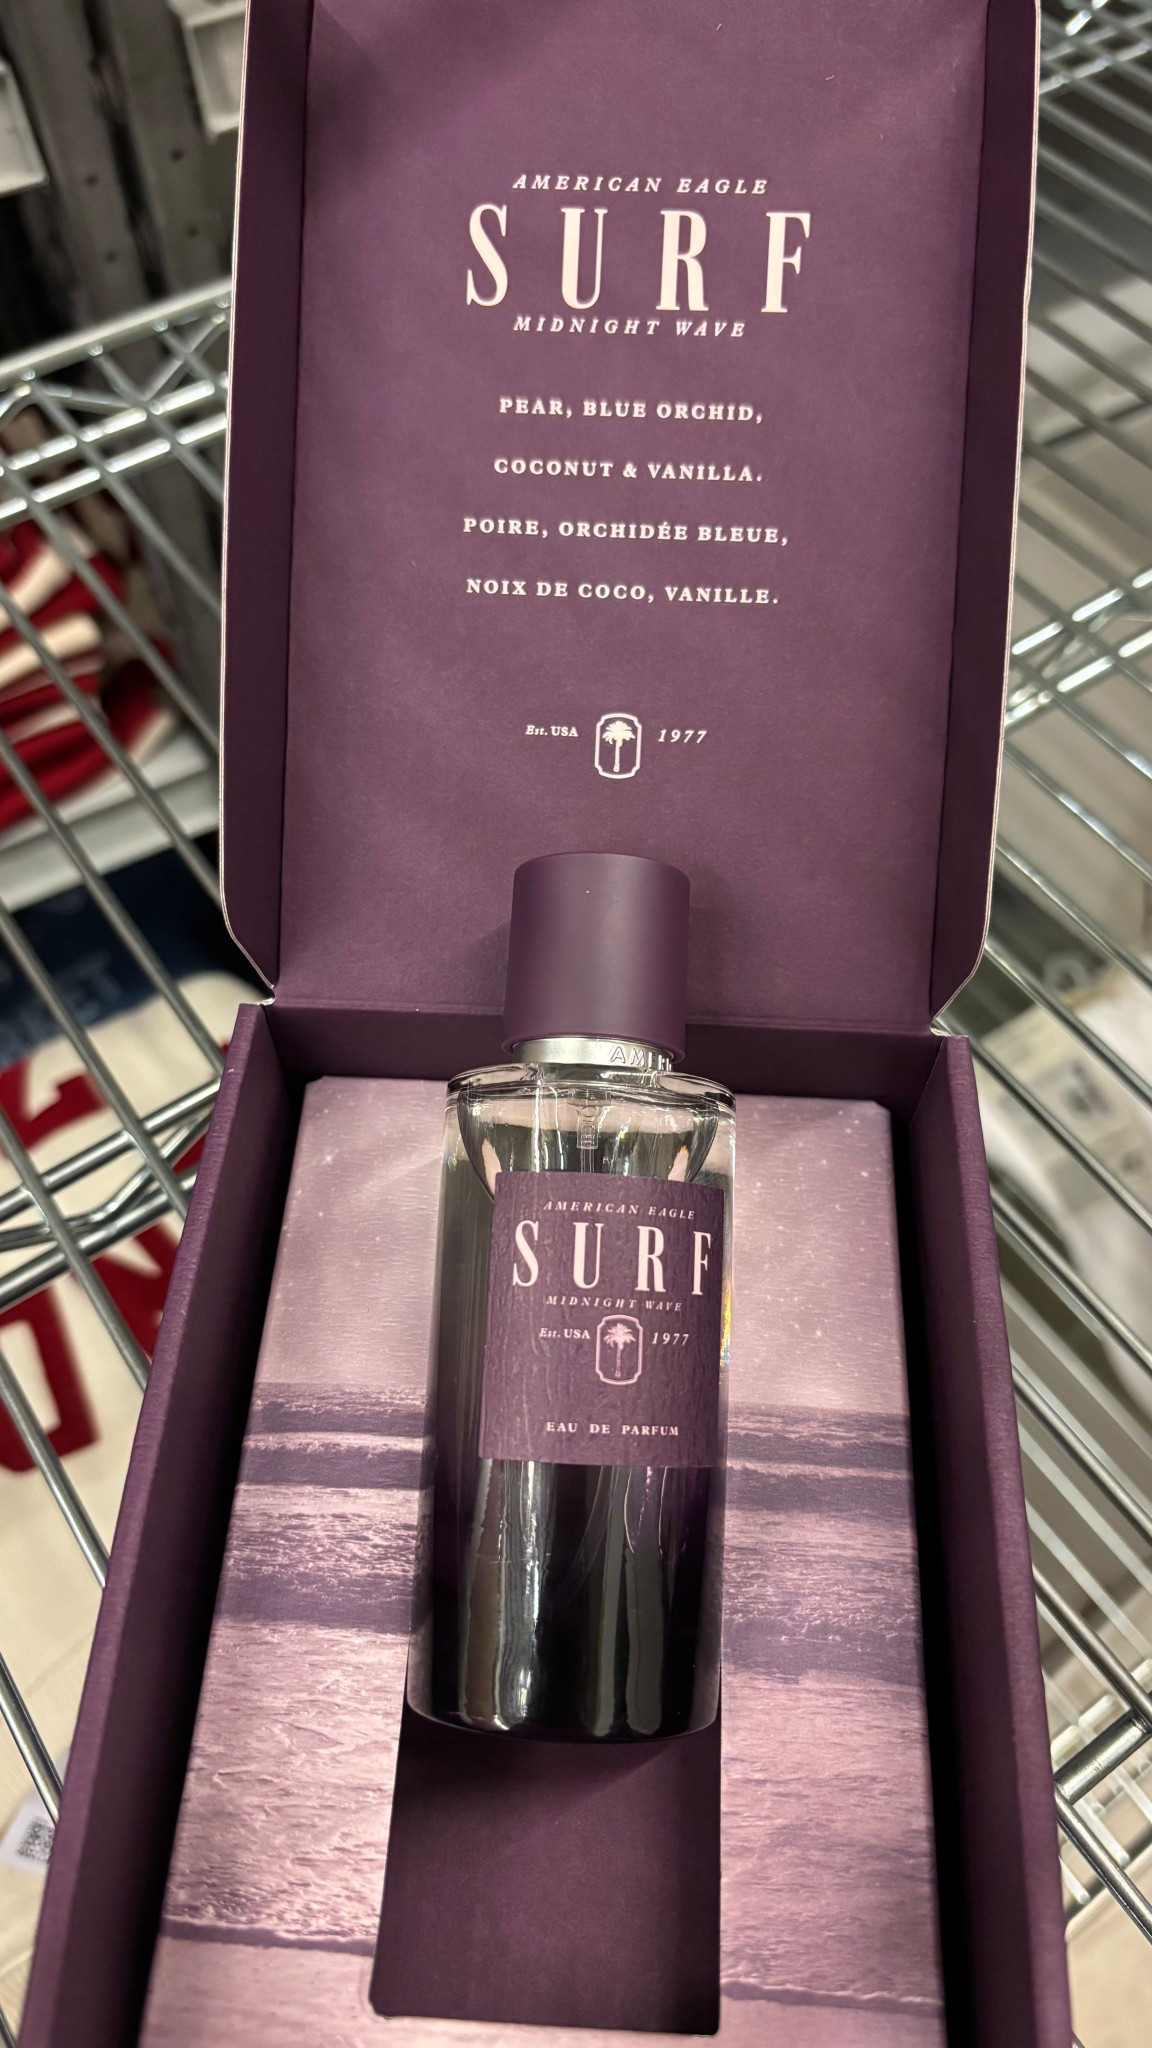 AMERICAN EAGLE
SURF
MIDNIGHT WAVE
PEAR, BLUE ORCHID,
COCONUT & VANILLA.
POIRE, ORCHIDÉE BLEUE,
NOIX DE COCO, VANILLE.
Est. USA 1977
AMERICAN EAGLE
SURF
MIDNIGHT WAVE
Est. USA 1977
EAU DE PARFUM